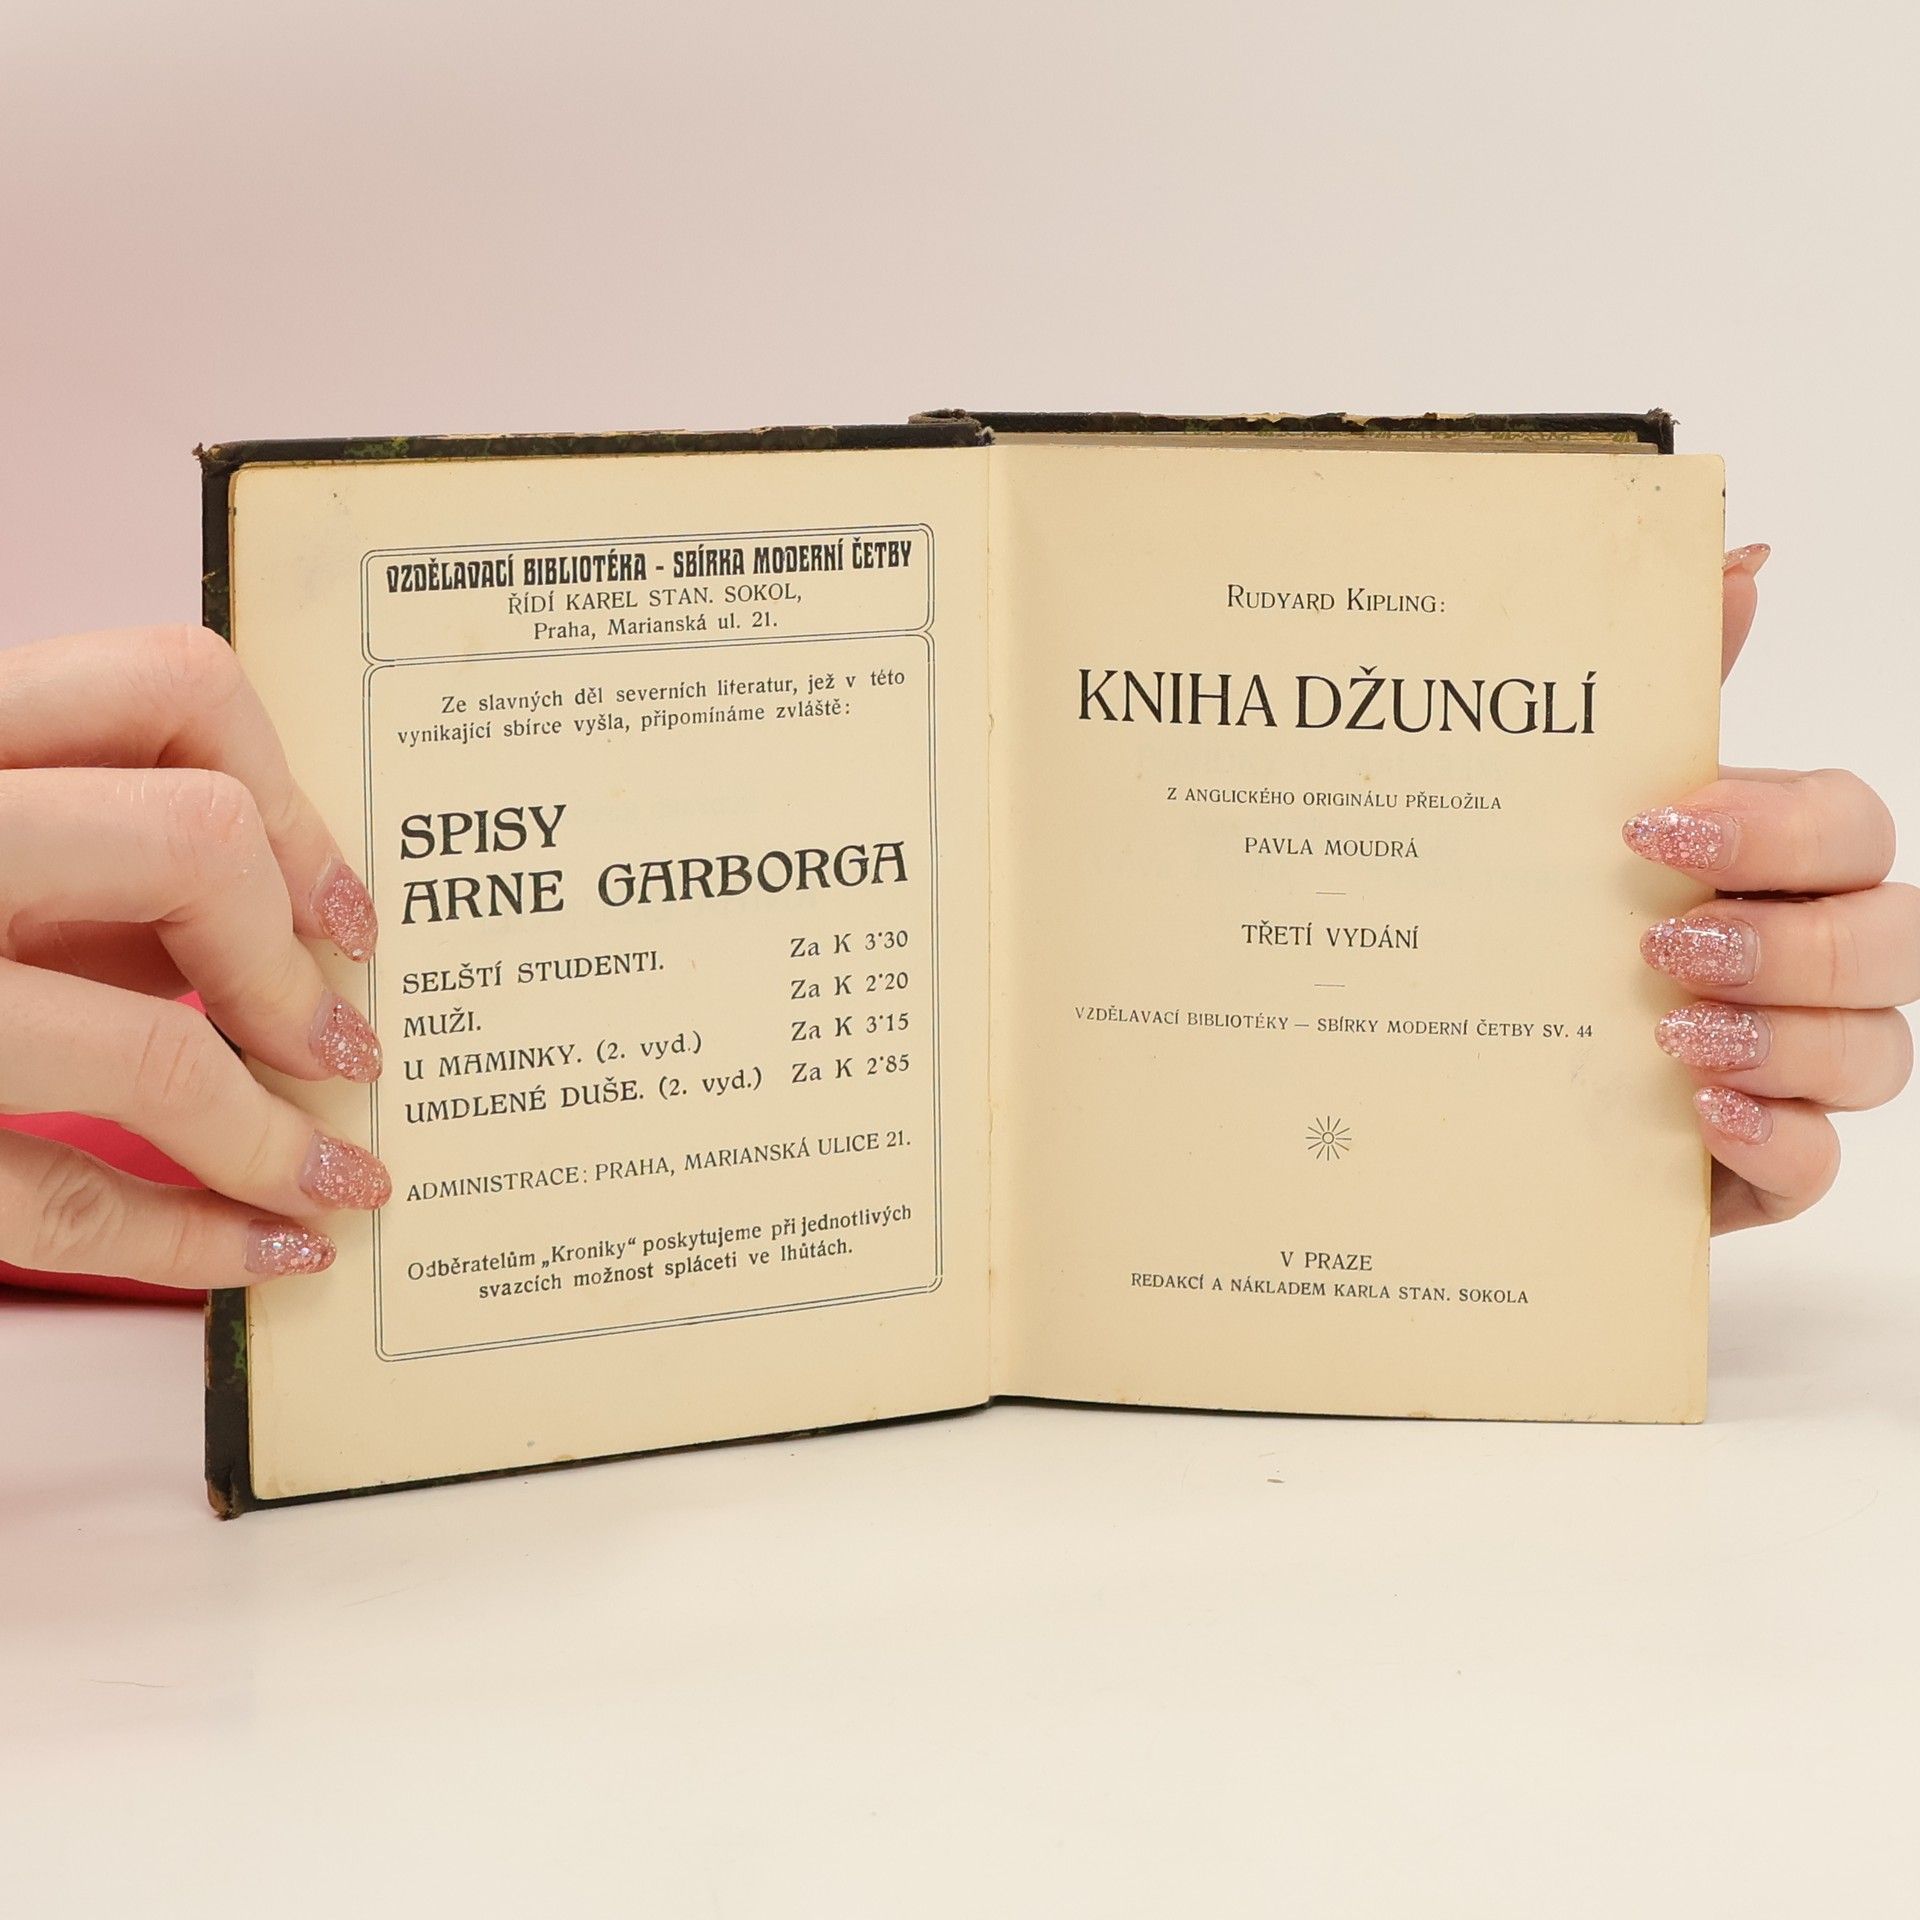 VZDĚLAVACÍ BIBLIOTÉKA - SBÍRKA MODERNÍ ČETBY
ŘÍDÍ KAREL STAN. SOKOL,
Praha, Marianská ul. 21.
Ze slavných děl severních literatur, jež v této
vynikající sbírce vyšla, připomínáme zvláště:
SPISY
ARNE GARBORGA
SELŠTÍ STUDENTI. Za K 3·30
MUŽI. Za K 2·20
U MAMINKY. (2. vyd.) Za K 3·15
UMDLENÉ DUŠE. (2. vyd.) Za K 2·85
ADMINISTRACE: PRAHA, MARIANSKÁ ULICE 21.
Odběratelům „Kroniky“ poskytujeme při jednotlivých
svazcích možnost spláceti ve lhůtách.
RUDYARD KIPLING:
KNIHA DŽUNGLÍ
Z ANGLICKÉHO ORIGINÁLU PŘELOŽILA
PAVLA MOUDRÁ
TŘETÍ VYDÁNÍ
VZDĚLAVACÍ BIBLIOTÉKY — SBÍRKY MODERNÍ ČETBY SV. 44
V PRAZE
REDAKCÍ A NÁKLADEM KARLA STAN. SOKOLA